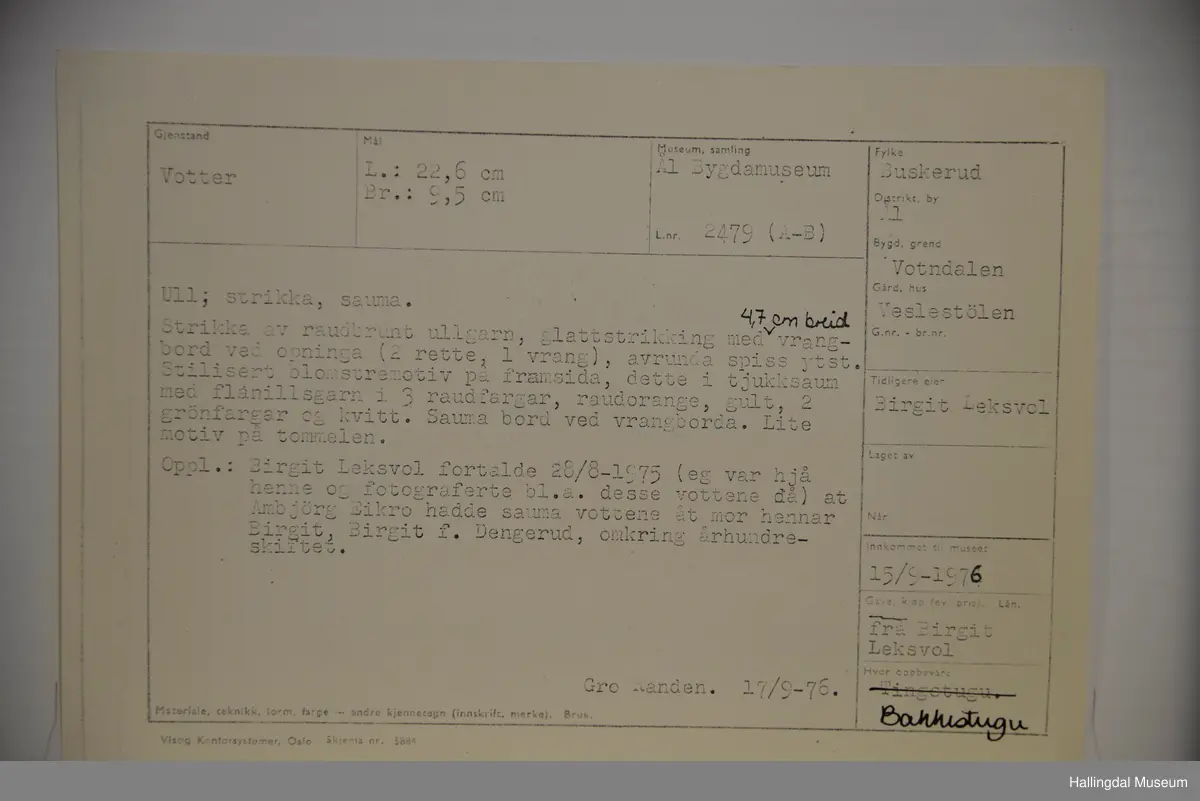 Gjenstand
Votter
Mål
L.: 22,6 cm
Br.: 9,5 cm
Museum, samling
Ål Bygdamuseum
L.nr. 2479 (A-B)
Fylke
Buskerud
Distrikt, by
Ål
Bygd, grend
Votndalen
Gård, hus
Veslestölen
G.nr. - br.nr.
Tidligere eier
Birgit Leksvol
Laget av
Når
Innkommet til museet
15/9-1976
Gave, kjøp (ev. pris). Lån.
frå Birgit
Leksvol
Hvor oppbevart
Tingstugu.
Bakkistugu
Ull; strikka, sauma.
4,7 cm breid
Strikka av raudbrunt ullgarn, glattstrikking med vrang-
bord ved opninga (2 rette, 1 vrang), avrunda spiss ytst.
Stilisert blomstremotiv på framsida, dette i tjukksaum
med flånillsgarn i 3 raudfargar, raudorange, gult, 2
grönfargar og kvitt. Sauma bord ved vrangborda. Lite
motiv på tommelen.
Oppl.: Birgit Leksvol fortalde 28/8-1975 (eg var hjå
henne og fotograferte bl.a. desse vottene då) at
Ambjörg Eikro hadde sauma vottene åt mor hennar
Birgit, Birgit f. Dengerud, omkring århundre-
skiftet.
Gro Randen. 17/9-76.
Materiale, teknikk, form, farge — andre kjennetegn (innskrift, merke). Bruk.
Visag Kontorsystemer, Oslo Skjema nr. 5884
Hallingdal Museum